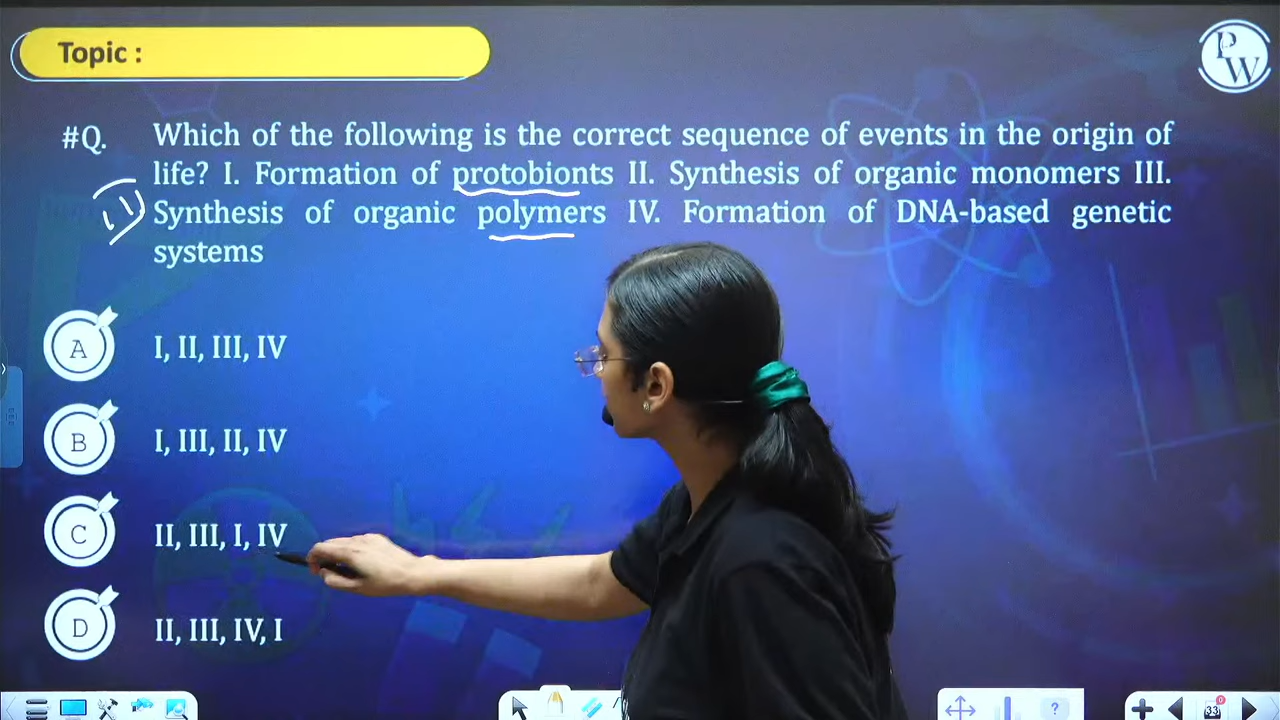 Topic :
PW
#Q. Which of the following is the correct sequence of events in the origin of
life? I. Formation of protobionts II. Synthesis of organic monomers III.
Synthesis of organic polymers IV. Formation of DNA-based genetic
systems
A I, II, III, IV
B I, III, II, IV
C II, III, I, IV
D II, III, IV, I
33